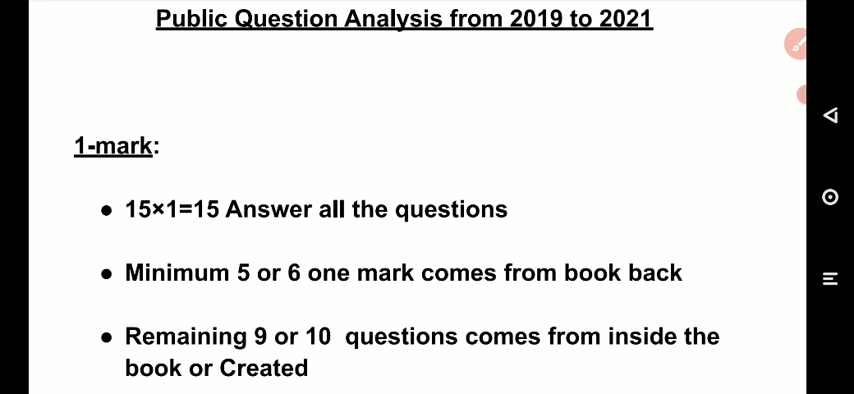 Public Question Analysis from 2019 to 2021
1-mark:
● 15×1=15 Answer all the questions
● Minimum 5 or 6 one mark comes from book back
● Remaining 9 or 10 questions comes from inside the
book or Created